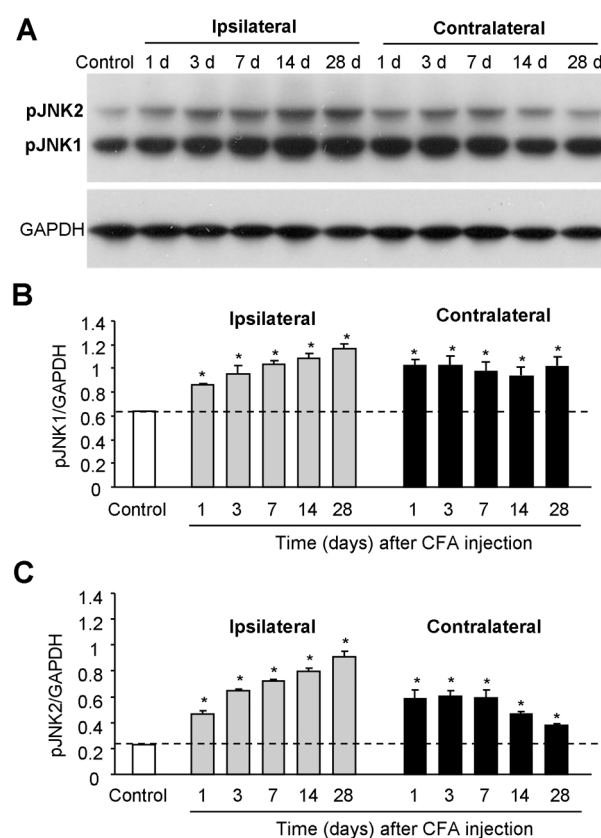 A
Ipsilateral Contralateral
Control 1 d 3 d 7 d 14 d 28 d 1 d 3 d 7 d 14 d 28 d
pJNK2
pJNK1
GAPDH
B
Ipsilateral Contralateral
pJNK1/GAPDH
1.4
1.2
1
0.8
0.6
0.4
0.2
0
* * * * * * * * * *
Control 1 3 7 14 28 1 3 7 14 28
Time (days) after CFA injection
C
Ipsilateral Contralateral
pJNK2/GAPDH
1.4
1.2
1
0.8
0.6
0.4
0.2
0
* * * * * * * * * *
Control 1 3 7 14 28 1 3 7 14 28
Time (days) after CFA injection